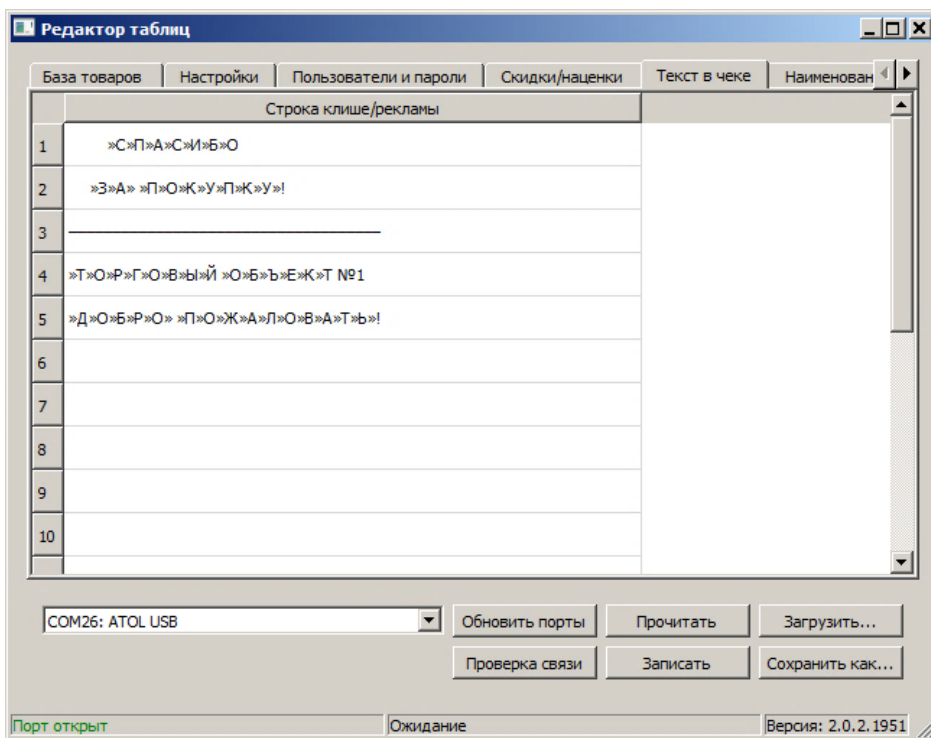 Редактор таблиц
База товаров Настройки Пользователи и пароли Скидки/наценки Текст в чеке Наименован
Строка клише/рекламы
1 »С»П»А»С»И»Б»О
2 »З»А» »П»О»К»У»П»К»У»!
3 ————————————————————
4 »Т»О»Р»Г»О»В»Ы»Й »О»Б»Ъ»Е»К»Т №1
5 »Д»О»Б»Р»О» »П»О»Ж»А»Л»О»В»А»Т»Ь»!
6
7
8
9
10
COM26: ATOL USB Обновить порты Прочитать Загрузить...
Проверка связи Записать Сохранить как...
Порт открыт Ожидание Версия: 2.0.2.1951